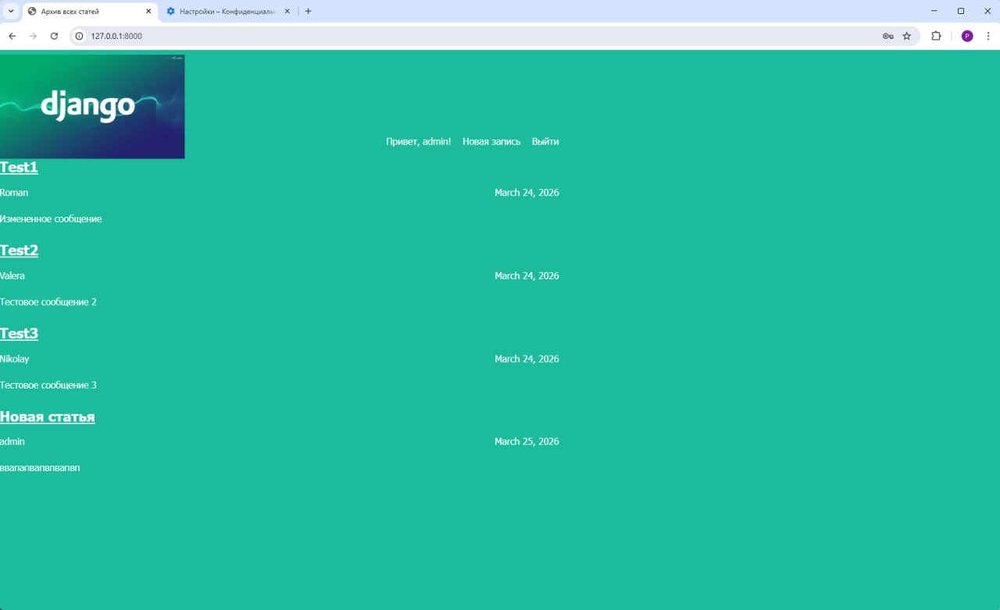 Архив всех статей
Настройки – Конфиденциаль
127.0.0.1:8000
P
django
Привет, admin! Новая запись Выйти
Test1
Roman March 24, 2026
Измененное сообщение
Test2
Valera March 24, 2026
Тестовое сообщение 2
Test3
Nikolay March 24, 2026
Тестовое сообщение 3
Новая статья
admin March 25, 2026
ввапапвапвпвапвп